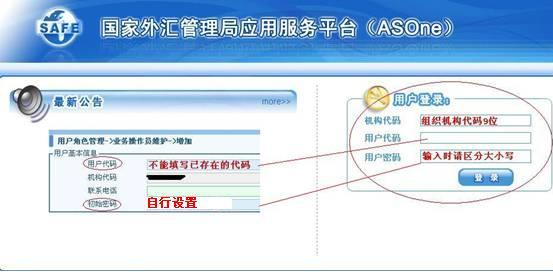 SAFE
国家外汇管理局应用服务平台（ASOne）
最新公告
more>>
用户角色管理->业务操作员维护->增加
用户基本信息
用户代码
不能填写已存在的代码
机构代码
联系电话
初始密码
自行设置
用户登录：
机构代码
组织机构代码9位
用户代码
用户密码
输入时请区分大小写
登 录